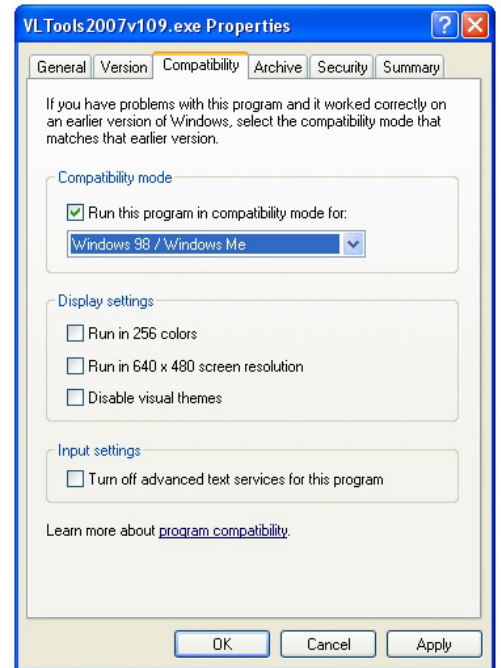 VLTools2007v109.exe Properties
General Version Compatibility Archive Security Summary
If you have problems with this program and it worked correctly on
an earlier version of Windows, select the compatibility mode that
matches that earlier version.
Compatibility mode
Run this program in compatibility mode for:
Windows 98 / Windows Me
Display settings
Run in 256 colors
Run in 640 x 480 screen resolution
Disable visual themes
Input settings
Turn off advanced text services for this program
Learn more about program compatibility.
OK Cancel Apply